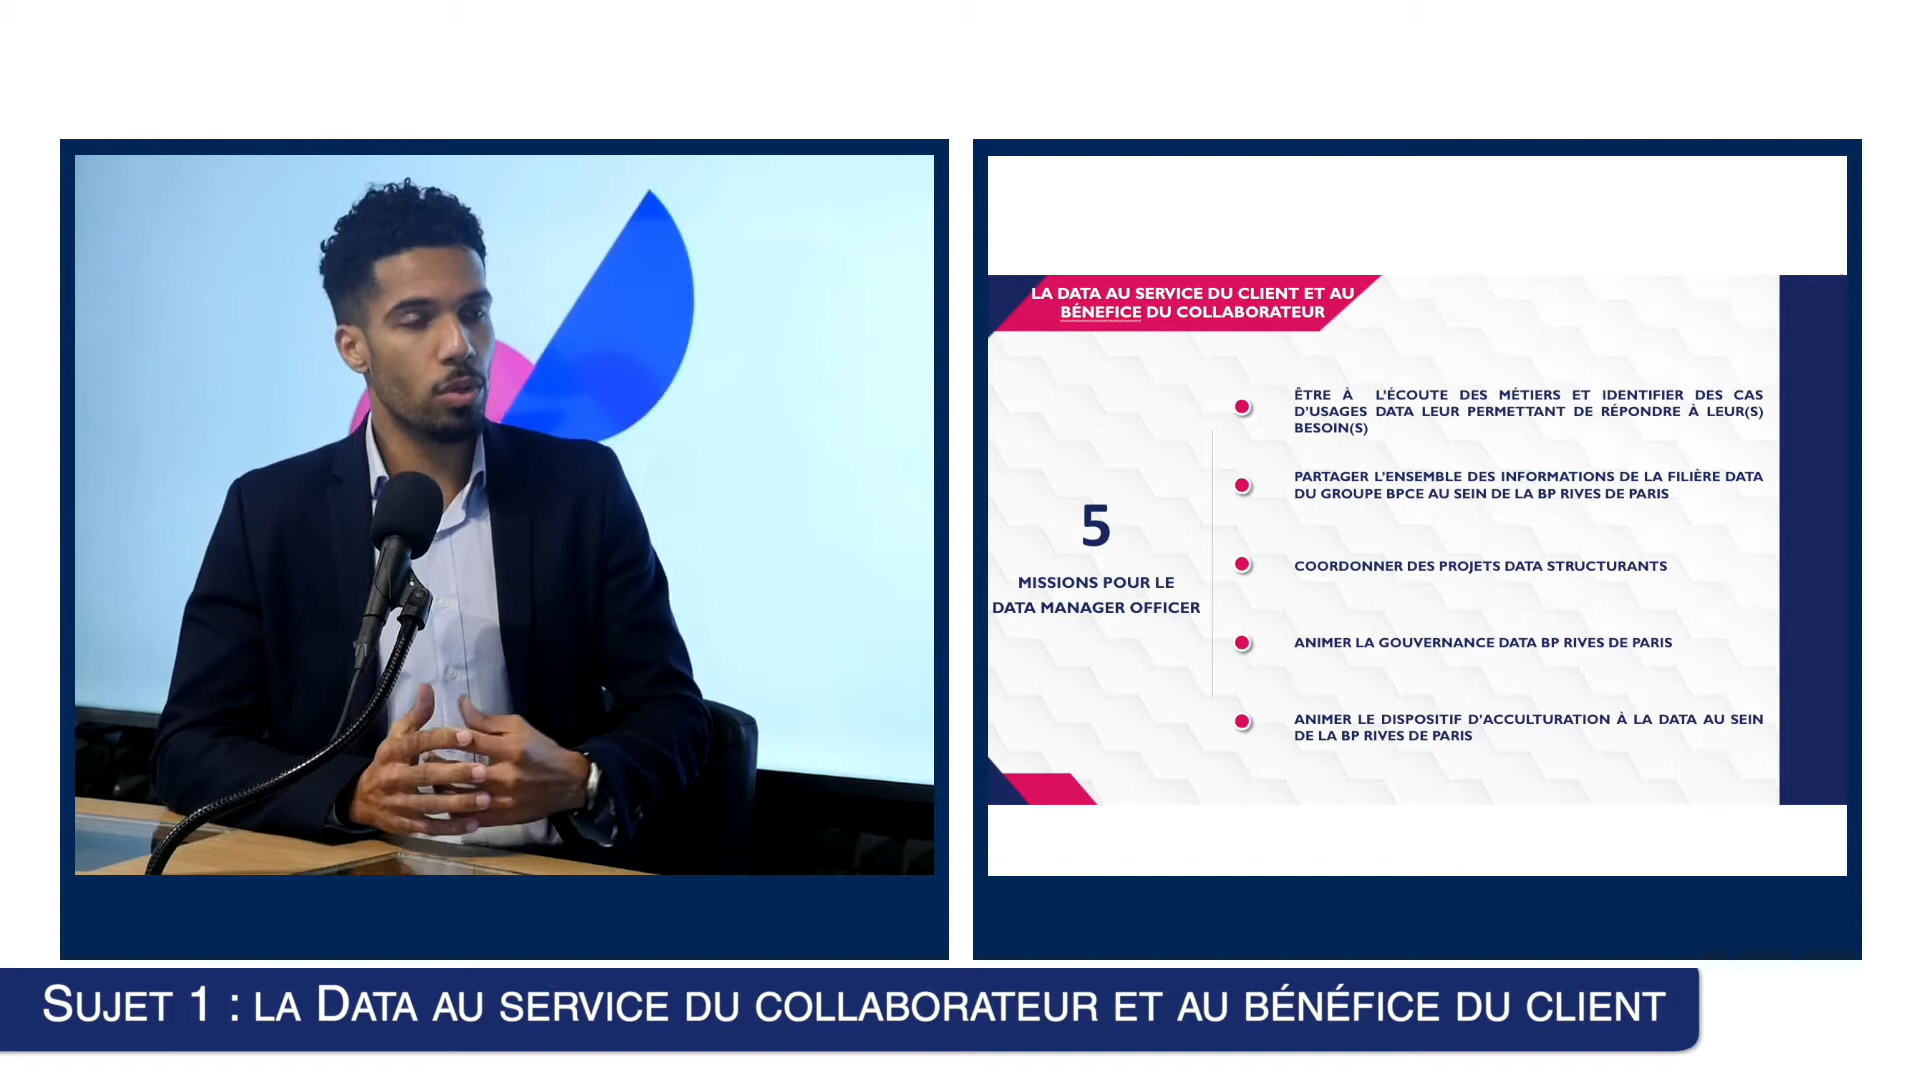 LA DATA AU SERVICE DU CLIENT ET AU
BÉNEFICE DU COLLABORATEUR
5
MISSIONS POUR LE
DATA MANAGER OFFICER
ÊTRE À L’ÉCOUTE DES MÉTIERS ET IDENTIFIER DES CAS
D’USAGES DATA LEUR PERMETTANT DE RÉPONDRE À LEUR(S)
BESOIN(S)
PARTAGER L’ENSEMBLE DES INFORMATIONS DE LA FILIÈRE DATA
DU GROUPE BPCE AU SEIN DE LA BP RIVES DE PARIS
COORDONNER DES PROJETS DATA STRUCTURANTS
ANIMER LA GOUVERNANCE DATA BP RIVES DE PARIS
ANIMER LE DISPOSITIF D’ACCULTURATION À LA DATA AU SEIN
DE LA BP RIVES DE PARIS
SUJET 1 : LA DATA AU SERVICE DU COLLABORATEUR ET AU BÉNÉFICE DU CLIENT